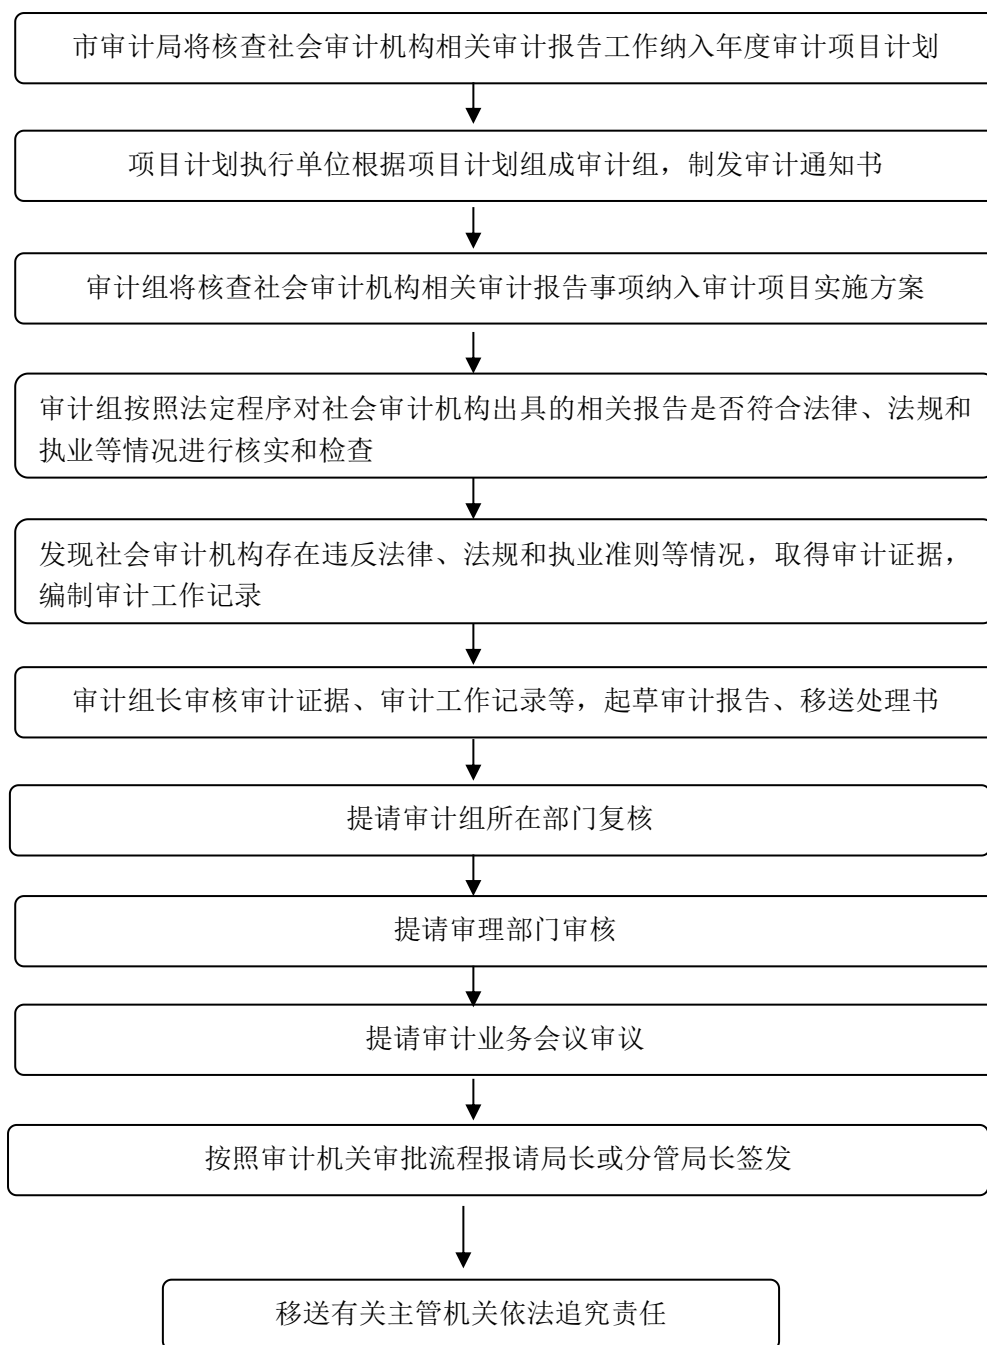 市审计局将核查社会审计机构相关审计报告工作纳入年度审计项目计划
项目计划执行单位根据项目计划组成审计组，制发审计通知书
审计组将核查社会审计机构相关审计报告事项纳入审计项目实施方案
审计组按照法定程序对社会审计机构出具的相关报告是否符合法律、法规和
执业等情况进行核实和检查
发现社会审计机构存在违反法律、法规和执业准则等情况，取得审计证据，
编制审计工作记录
审计组长审核审计证据、审计工作记录等，起草审计报告、移送处理书
提请审计组所在部门复核
提请审理部门审核
提请审计业务会议审议
按照审计机关审批流程报请局长或分管局长签发
移送有关主管机关依法追究责任